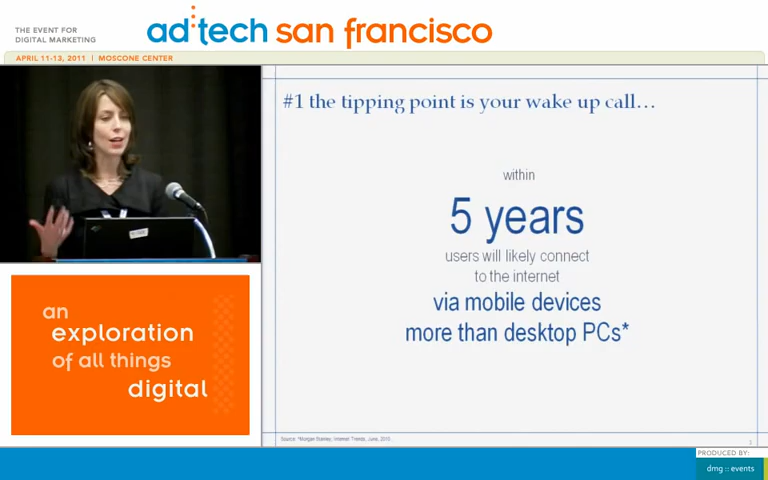 THE EVENT FOR
DIGITAL MARKETING
ad:tech san francisco
APRIL 11-13, 2011 | MOSCONE CENTER
#1 the tipping point is your wake up call…
within
5 years
users will likely connect
to the internet
via mobile devices
more than desktop PCs*
an
exploration
of all things
digital
Source: *Morgan Stanley, Internet Trends, June, 2010.
3
PRODUCED BY:
dmg :: events